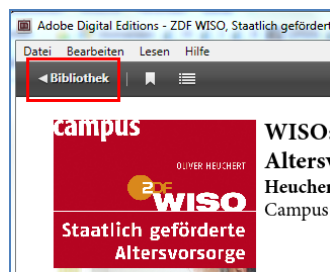 Adobe Digital Editions - ZDF WISO, Staatlich gefördert
Datei Bearbeiten Lesen Hilfe
◄Bibliothek
campus
OLIVER HEUCHERT
ZDF
WISO
Staatlich geförderte
Altersvorsorge
WISO:
Altersv
Heucher
Campus